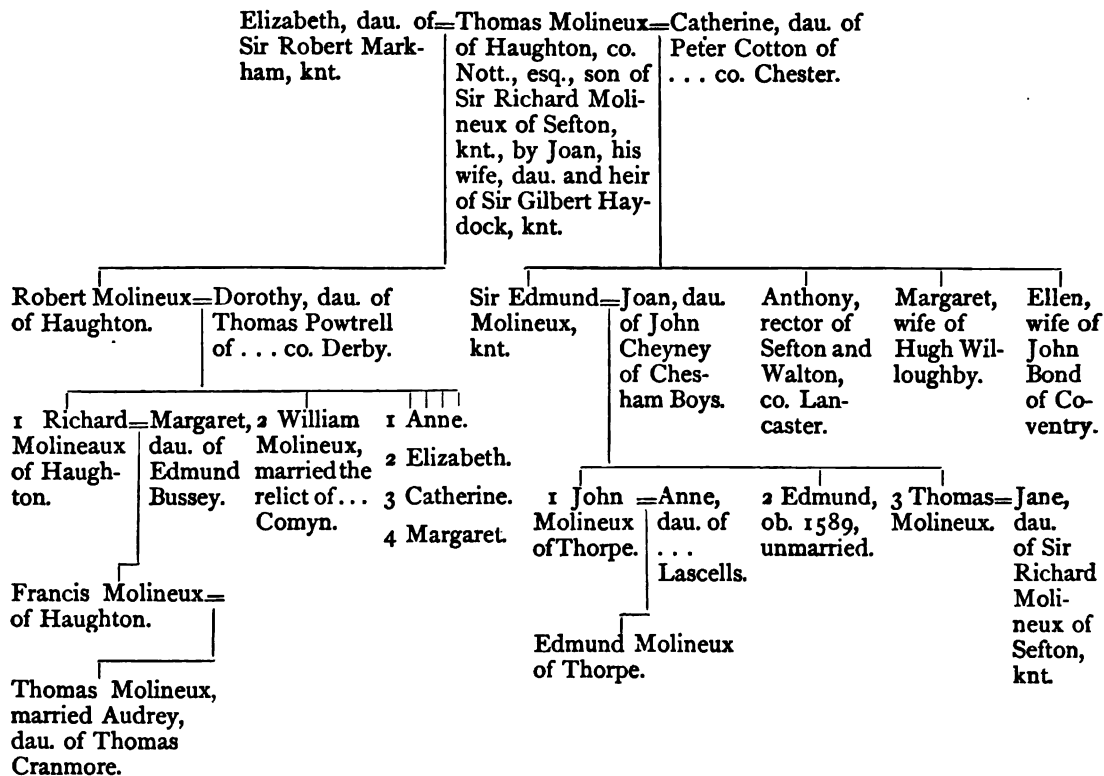 Elizabeth, dau. of
Sir Robert Mark-
ham, knt.
=
Thomas Molineux
of Haughton, co.
Nott., esq., son of
Sir Richard Moli-
neux of Sefton,
knt., by Joan, his
wife, dau. and heir
of Sir Gilbert Hay-
dock, knt.
=
Catherine, dau. of
Peter Cotton of
. . . co. Chester.
Robert Molineux
of Haughton.
=
Dorothy, dau. of
Thomas Powtrell
of . . . co. Derby.
Sir Edmund
Molineux,
knt.
=
Joan, dau.
of John
Cheyney
of Ches-
ham Boys.
Anthony,
rector of
Sefton and
Walton,
co. Lan-
caster.
Margaret,
wife of
Hugh Wil-
loughby.
Ellen,
wife of
John
Bond
of Co-
ventry.
1 Richard
Molineaux
of Haugh-
ton.
=
Margaret,
dau. of
Edmund
Bussey.
2 William
Molineux,
married the
relict of . . .
Comyn.
1 Anne.
2 Elizabeth.
3 Catherine.
4 Margaret.
1 John
Molineux
of Thorpe.
=
Anne,
dau. of
. . .
Lascells.
2 Edmund,
ob. 1589,
unmarried.
3 Thomas
Molineux.
=
Jane,
dau.
of Sir
Richard
Moli-
neux of
Sefton,
knt.
Francis Molineux=
of Haughton.
Edmund Molineux
of Thorpe.
Thomas Molineux,
married Audrey,
dau. of Thomas
Cranmore.